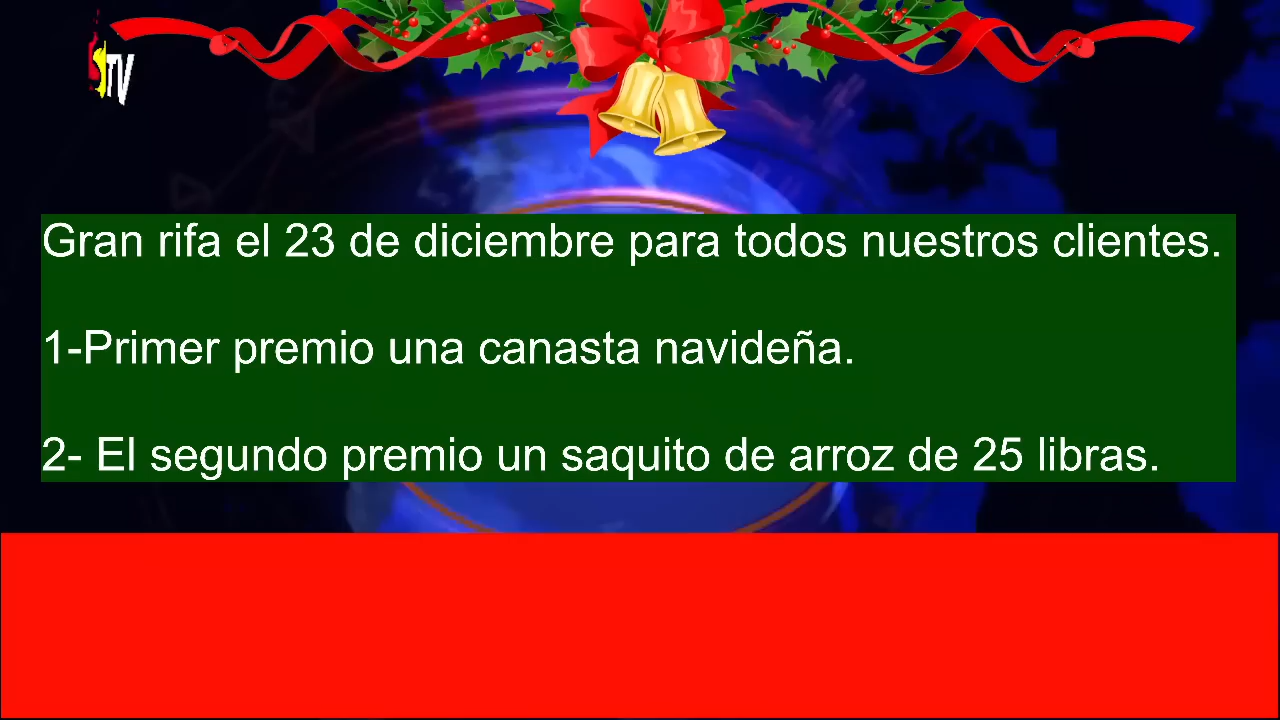 STV
Gran rifa el 23 de diciembre para todos nuestros clientes.
1-Primer premio una canasta navideña.
2- El segundo premio un saquito de arroz de 25 libras.